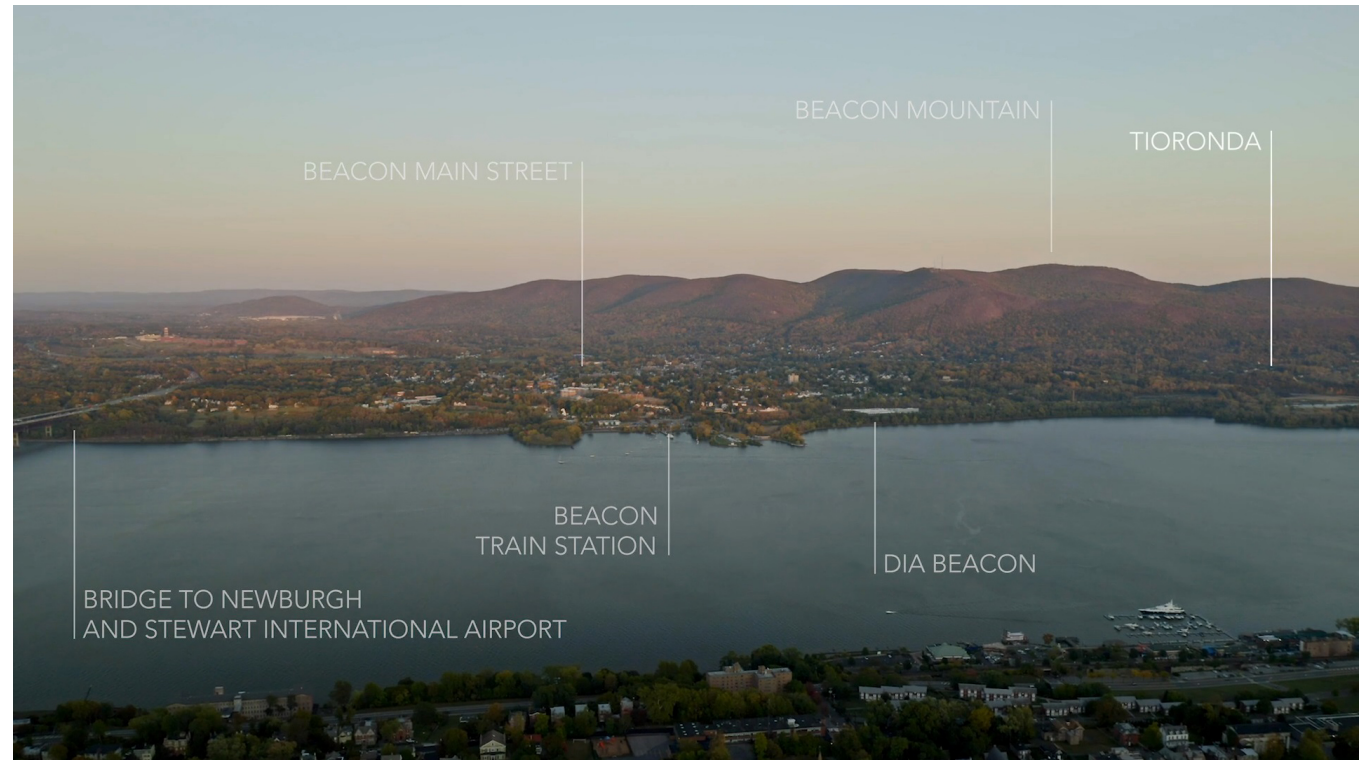 BEACON MOUNTAIN
TIORONDA
BEACON MAIN STREET
BEACON
TRAIN STATION
DIA BEACON
BRIDGE TO NEWBURGH
AND STEWART INTERNATIONAL AIRPORT